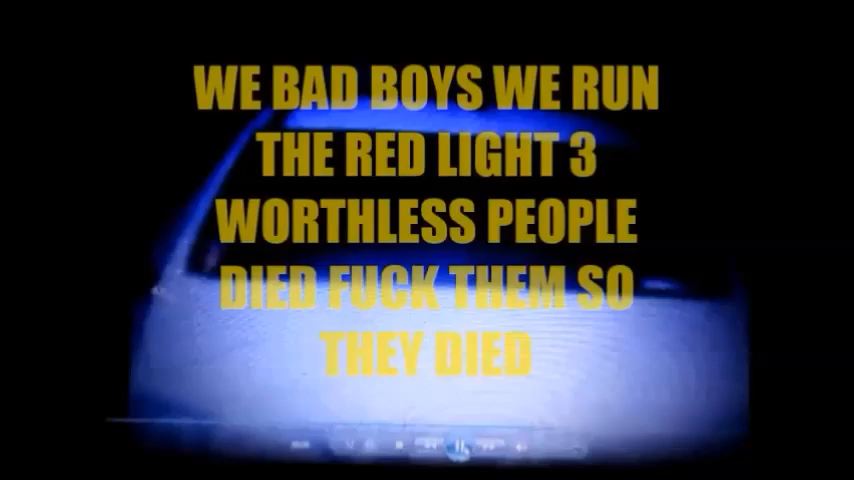 WE BAD BOYS WE RUN
THE RED LIGHT 3
WORTHLESS PEOPLE
DIED FUCK THEM SO
THEY DIED